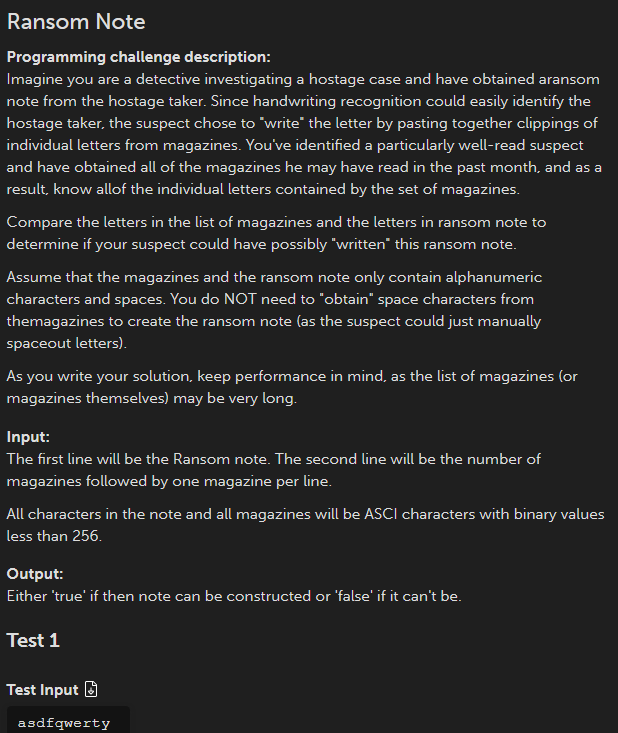 Ransom Note
Programming challenge description:
Imagine you are a detective investigating a hostage case and have obtained aransom
note from the hostage taker. Since handwriting recognition could easily identify the
hostage taker, the suspect chose to "write" the letter by pasting together clippings of
individual letters from magazines. You've identified a particularly well-read suspect
and have obtained all of the magazines he may have read in the past month, and as a
result, know allof the individual letters contained by the set of magazines.
Compare the letters in the list of magazines and the letters in ransom note to
determine if your suspect could have possibly "written" this ransom note.
Assume that the magazines and the ransom note only contain alphanumeric
characters and spaces. You do NOT need to "obtain" space characters from
themagazines to create the ransom note (as the suspect could just manually
spaceout letters).
As you write your solution, keep performance in mind, as the list of magazines (or
magazines themselves) may be very long.
Input:
The first line will be the Ransom note. The second line will be the number of
magazines followed by one magazine per line.
All characters in the note and all magazines will be ASCI characters with binary values
less than 256.
Output:
Either 'true' if then note can be constructed or 'false' if it can't be.
Test 1
Test Input
asdfqwerty